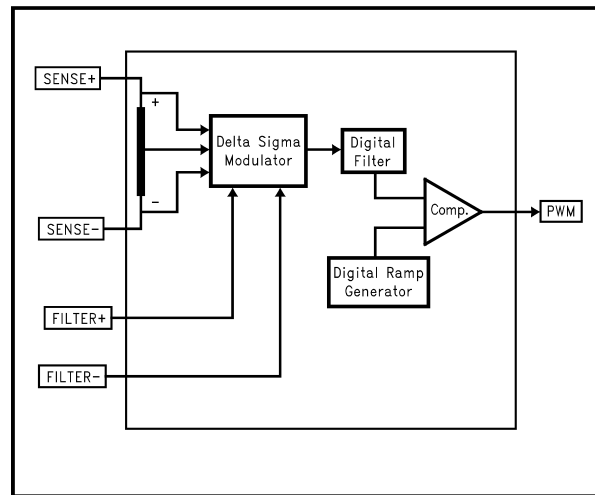 SENSE+
+
Delta Sigma
Modulator
Digital
Filter
Comp.
PWM
−
SENSE−
Digital Ramp
Generator
FILTER+
FILTER−